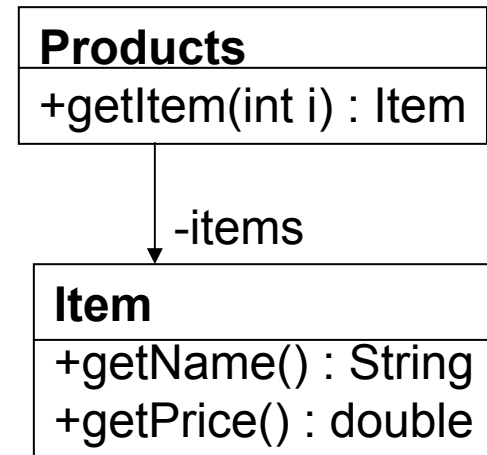 Products
+getItem(int i) : Item
-items
Item
+getName() : String
+getPrice() : double